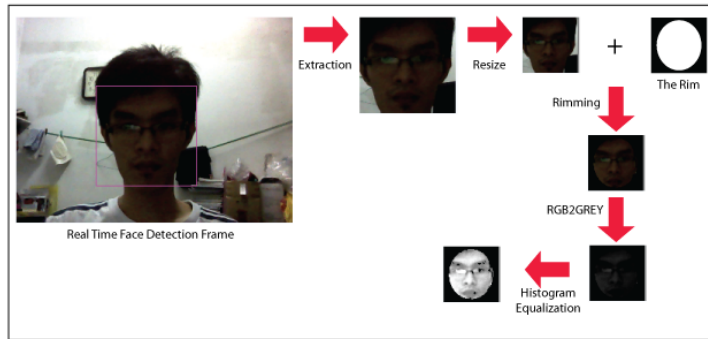 Extraction
Resize
+
The Rim
Rimming
RGB2GREY
Real Time Face Detection Frame
Histogram
Equalization